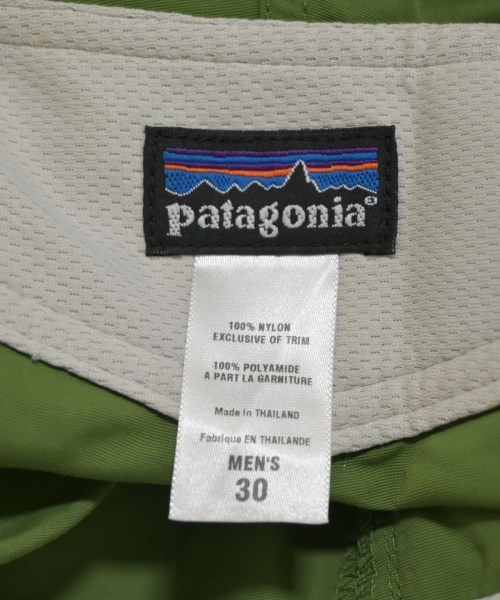 patagonia®
100% NYLON
EXCLUSIVE OF TRIM
100% POLYAMIDE
A PART LA GARNITURE
Made in THAILAND
Fabrique EN THAILANDE
MEN'S
30